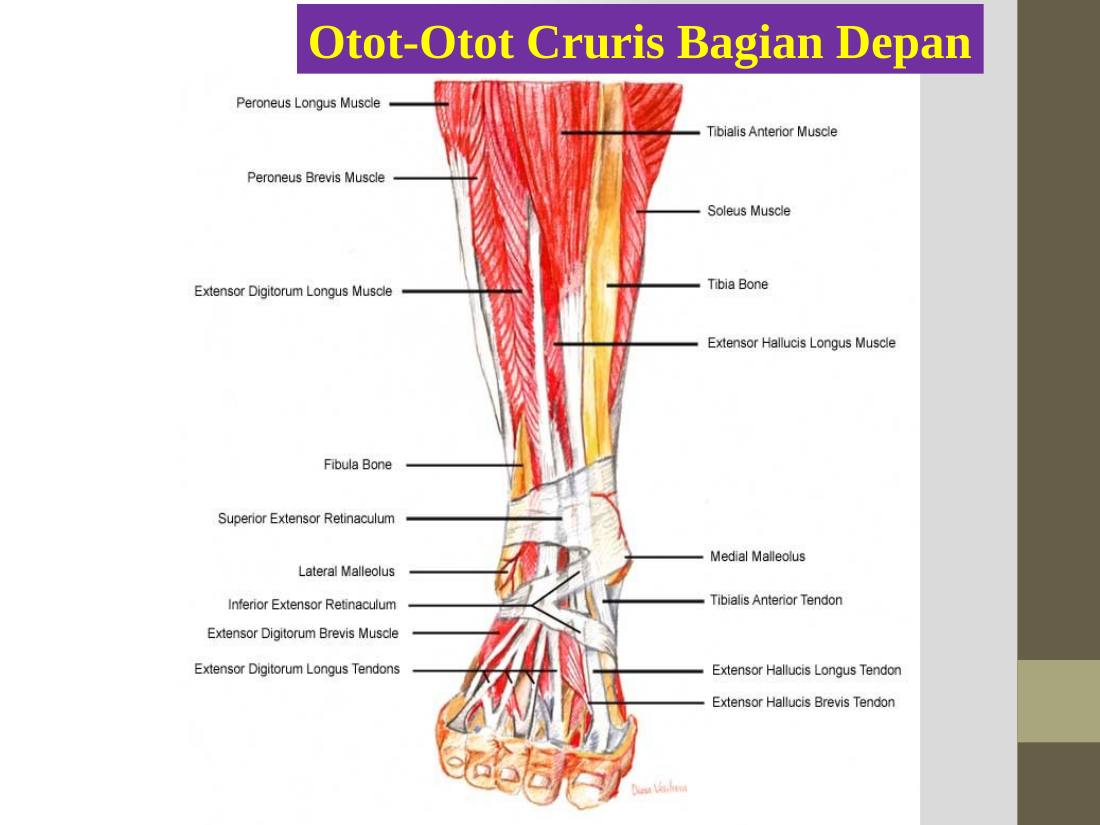 Otot-Otot Cruris Bagian Depan
Peroneus Longus Muscle
Tibialis Anterior Muscle
Peroneus Brevis Muscle
Soleus Muscle
Tibia Bone
Extensor Digitorum Longus Muscle
Extensor Hallucis Longus Muscle
Fibula Bone
Superior Extensor Retinaculum
Medial Malleolus
Lateral Malleolus
Tibialis Anterior Tendon
Inferior Extensor Retinaculum
Extensor Digitorum Brevis Muscle
Extensor Digitorum Longus Tendons
Extensor Hallucis Longus Tendon
Extensor Hallucis Brevis Tendon